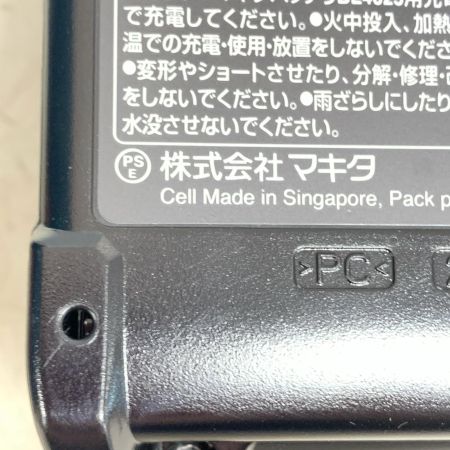 で充電してください。●火中投入、加熱
温での充電・使用・放置をしないでくださ
●変形やショートさせたり、分解・修理・
をしないでください。●雨ざらしにしたり
水没させないでください。
PS
E 株式会社 マキタ
Cell Made in Singapore, Pack p
>PC<